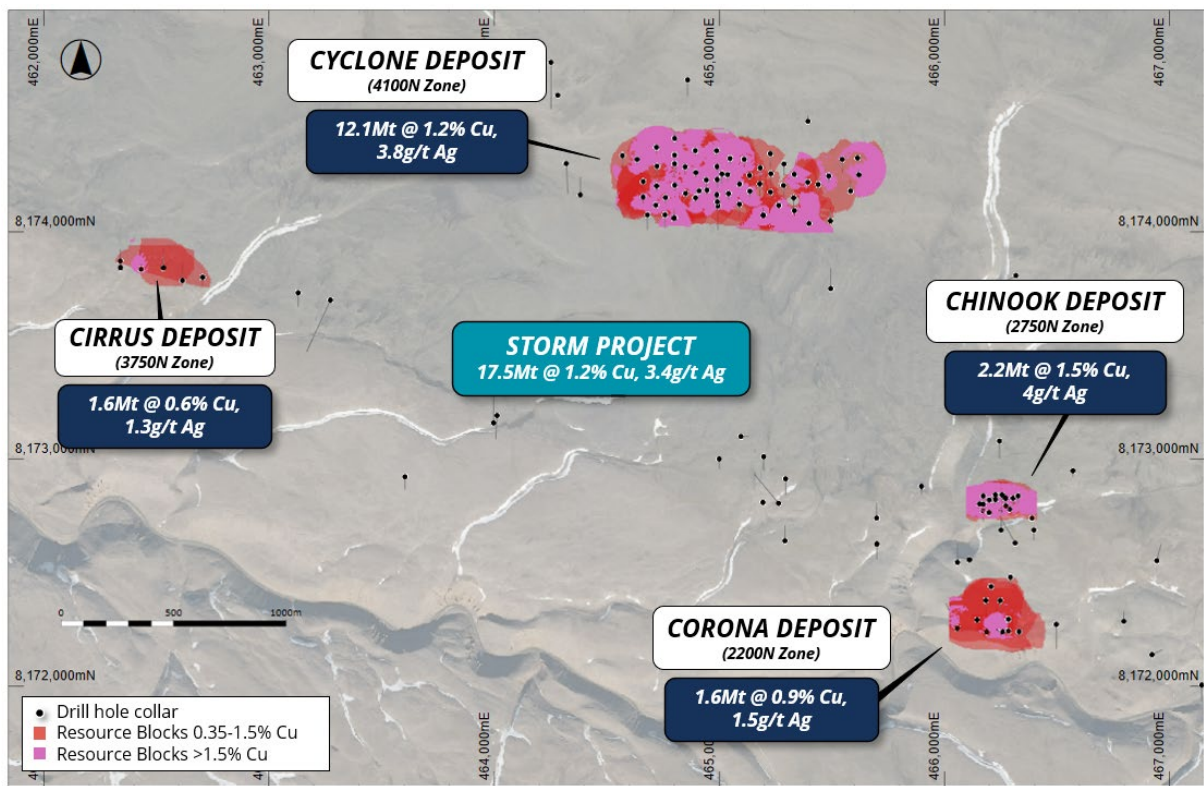 462,000mE
463,000mE
465,000mE
466,000mE
467,000mE
CYCLONE DEPOSIT
(4100N Zone)
12.1Mt @ 1.2% Cu,
3.8g/t Ag
8,174,000mN
8,174,000mN
CIRRUS DEPOSIT
(3750N Zone)
1.6Mt @ 0.6% Cu,
1.3g/t Ag
STORM PROJECT
17.5Mt @ 1.2% Cu, 3.4g/t Ag
CHINOOK DEPOSIT
(2750N Zone)
2.2Mt @ 1.5% Cu,
4g/t Ag
8,173,000mN
8,173,000mN
0 500 1000m
CORONA DEPOSIT
(2200N Zone)
1.6Mt @ 0.9% Cu,
1.5g/t Ag
8,172,000mN
8,172,000mN
Drill hole collar
Resource Blocks 0.35-1.5% Cu
Resource Blocks >1.5% Cu
464,000mE
466,000mE
467,000mE